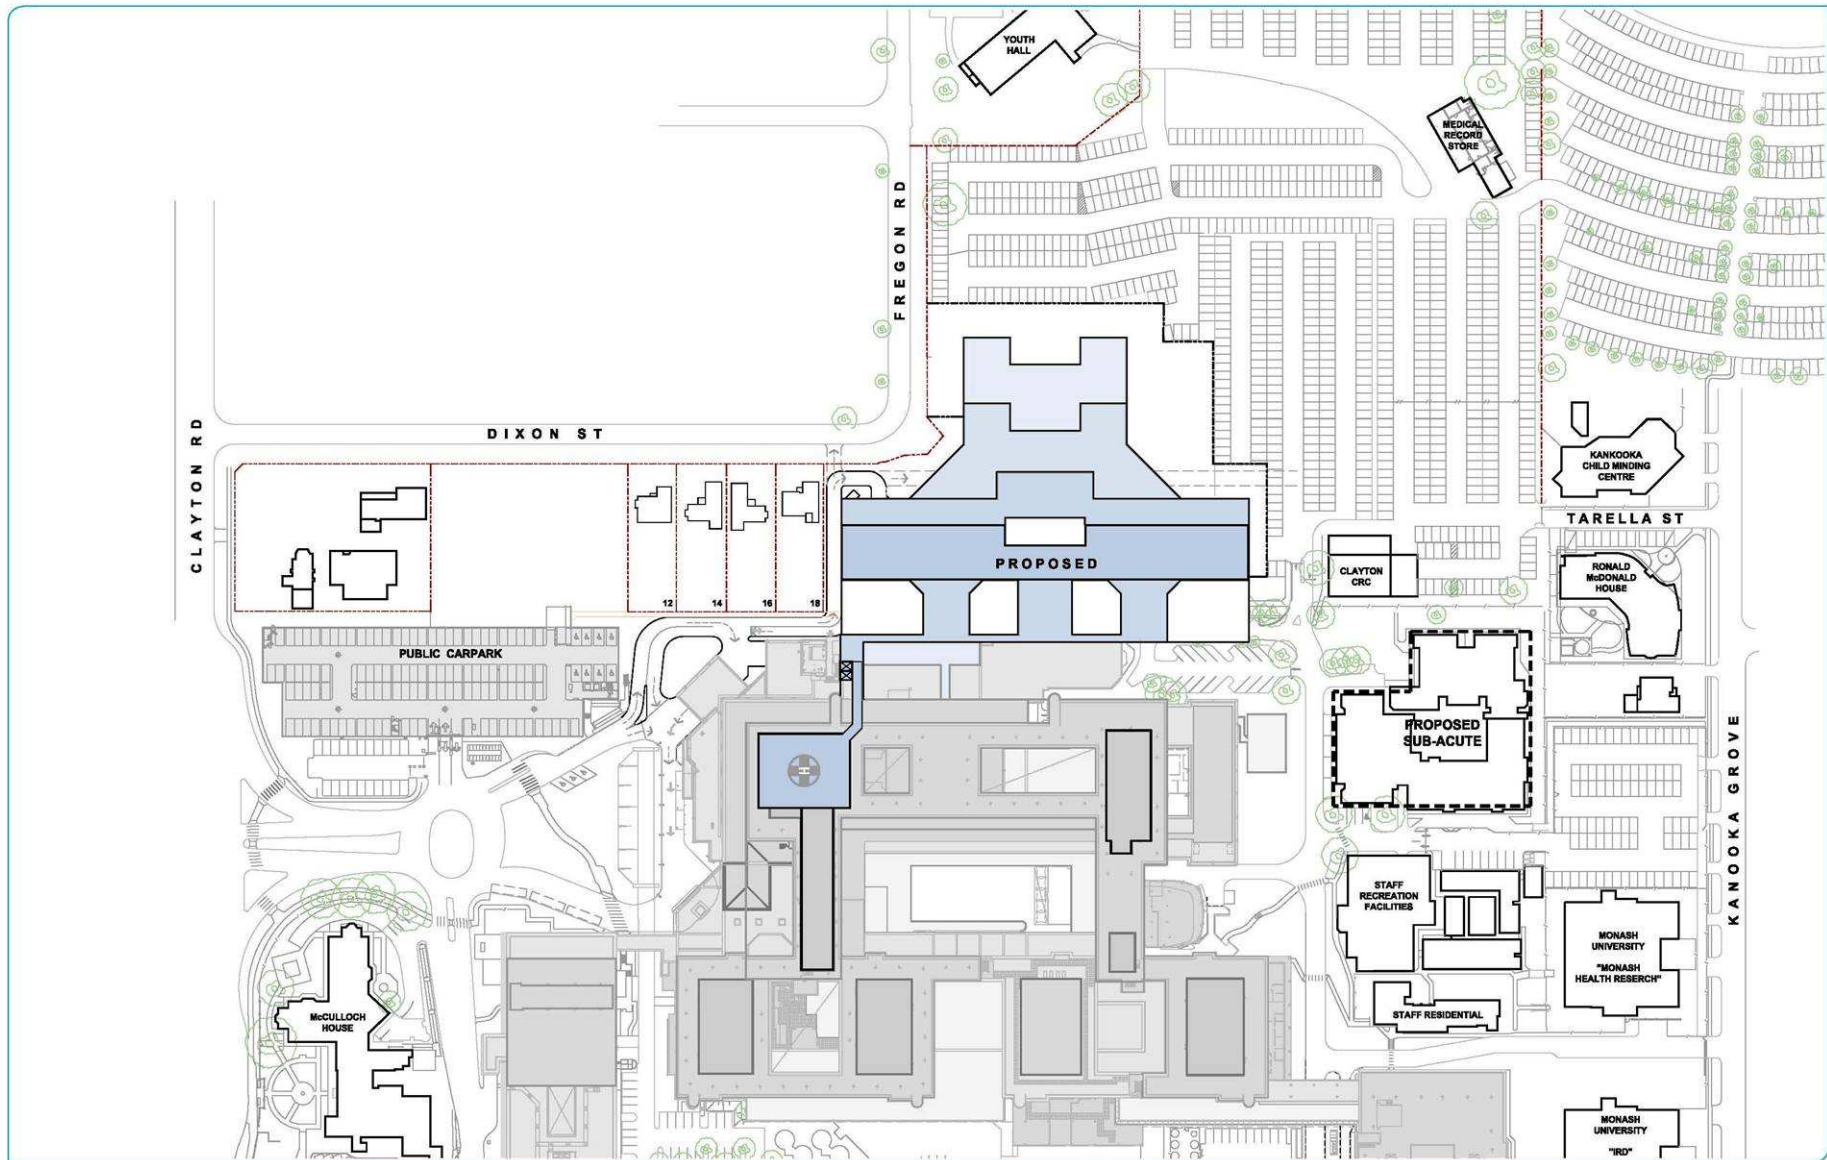 YOUTH
HALL
MEDICAL
RECORD
STORE
FREGON RD
DIXON ST
CLAYTON RD
KANKOOKA
CHILD MINDING
CENTRE
TARELLA ST
PROPOSED
CLAYTON
CRC
RONALD
McDONALD
HOUSE
12
14
16
18
PUBLIC CARPARK
PROPOSED
SUB-ACUTE
H
KANOOKA GROVE
STAFF
RECREATION
FACILITIES
MONASH
UNIVERSITY
"MONASH
HEALTH RESERCH"
McCULLOCH
HOUSE
STAFF RESIDENTIAL
MONASH
UNIVERSITY
"IRD"